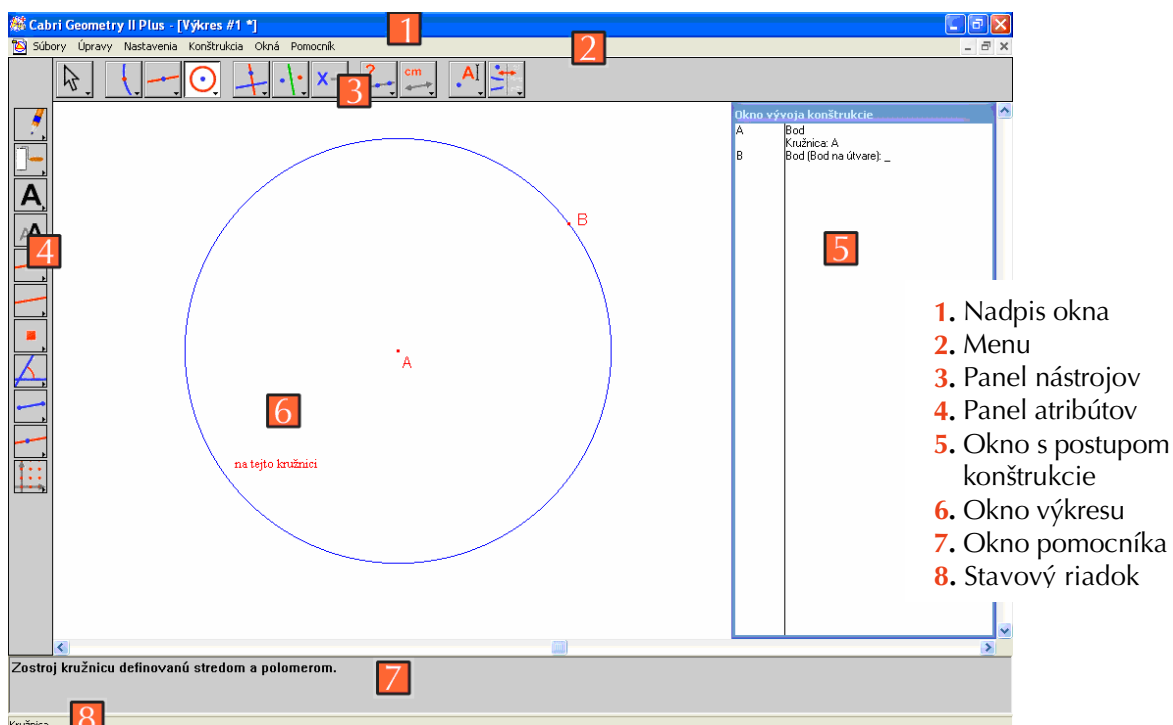 Cabri Geometry II Plus - [Výkres #1 *]
1
Súbory Úpravy Nastavenia Konštrukcia Okná Pomocník
2
X
3
?
cm
A
A
A
A
4
Okno vývoja konštrukcie
A Bod
Kružnica: A
B Bod (Bod na útvare): _
B
5
A
6
na tejto kružnici
1. Nadpis okna
2. Menu
3. Panel nástrojov
4. Panel atribútov
5. Okno s postupom
konštrukcie
6. Okno výkresu
7. Okno pomocníka
8. Stavový riadok
Zostroj kružnicu definovanú stredom a polomerom.
7
Kružnica
8